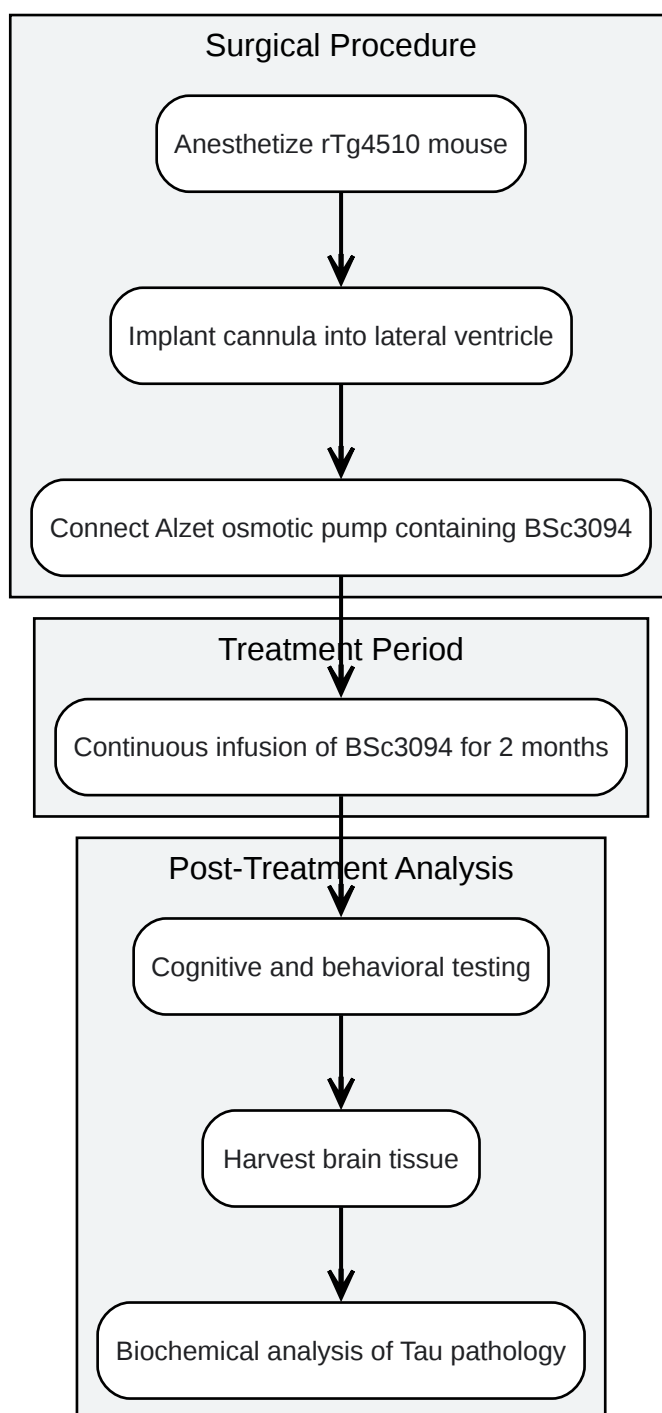 Surgical Procedure
Anesthetize rTg4510 mouse
Implant cannula into lateral ventricle
Connect Alzet osmotic pump containing BSc3094
Treatment Period
Continuous infusion of BSc3094 for 2 months
Post-Treatment Analysis
Cognitive and behavioral testing
Harvest brain tissue
Biochemical analysis of Tau pathology